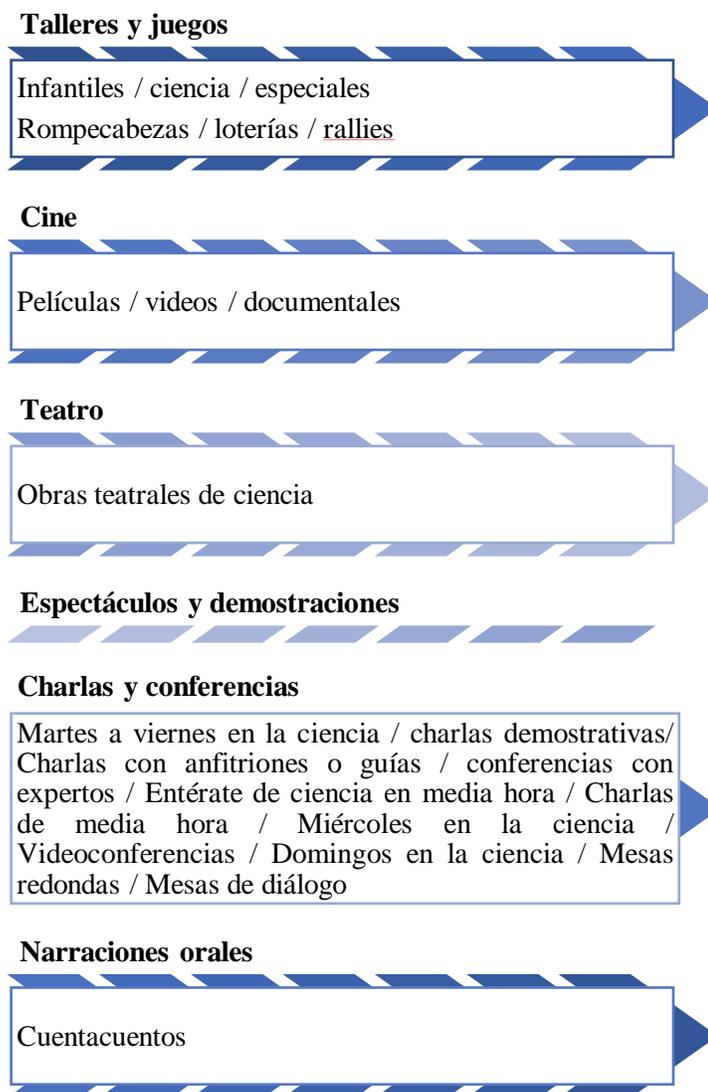 Talleres y juegos
Infantiles / ciencia / especiales
Rompecabezas / loterías / rallies
Cine
Películas / videos / documentales
Teatro
Obras teatrales de ciencia
Espectáculos y demostraciones
Charlas y conferencias
Martes a viernes en la ciencia / charlas demostrativas/
Charlas con anfitriones o guías / conferencias con
expertos / Entérate de ciencia en media hora / Charlas
de media hora / Miércoles en la ciencia /
Videoconferencias / Domingos en la ciencia / Mesas
redondas / Mesas de diálogo
Narraciones orales
Cuentacuentos